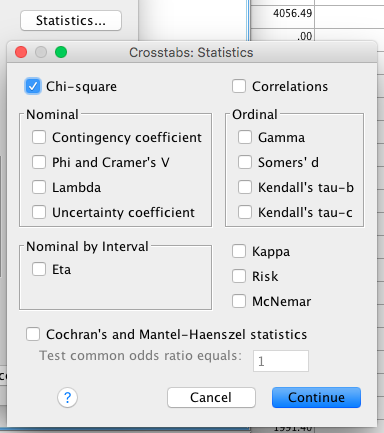 Statistics...
4056.49
.00
Crosstabs: Statistics
Chi-square
Correlations
Nominal
Contingency coefficient
Phi and Cramer's V
Lambda
Uncertainty coefficient
Ordinal
Gamma
Somers' d
Kendall's tau-b
Kendall's tau-c
Nominal by Interval
Eta
Kappa
Risk
McNemar
Cochran's and Mantel-Haenszel statistics
Test common odds ratio equals: 1
? Cancel Continue
1991.40